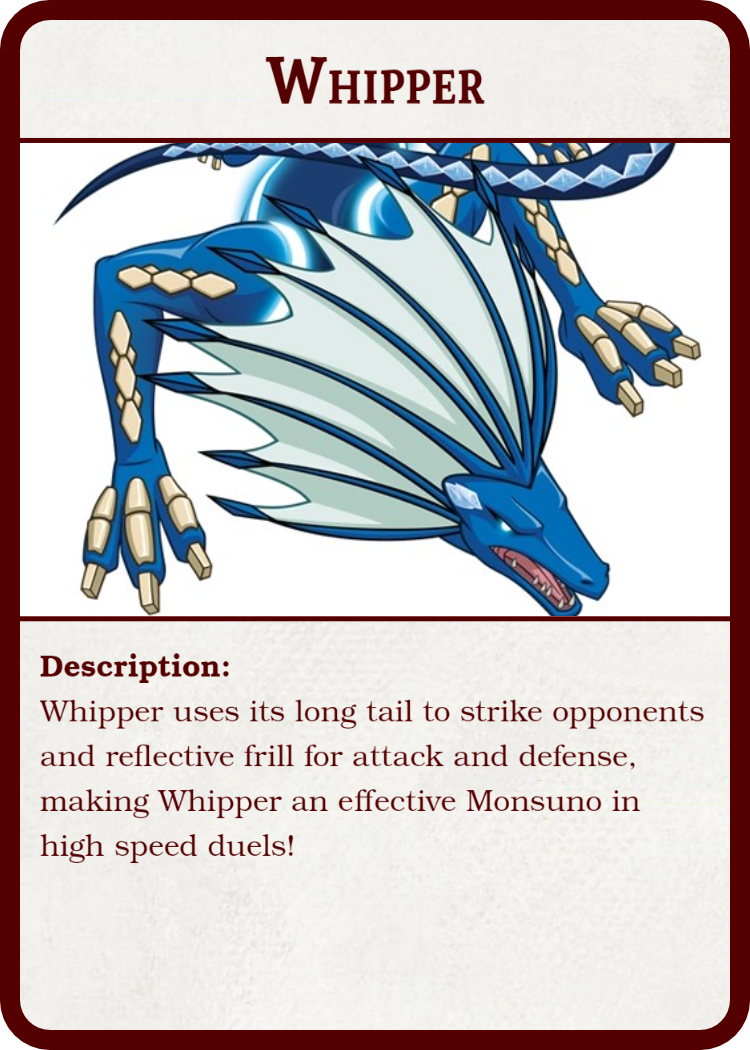 Whipper
Description:
Whipper uses its long tail to strike opponents
and reflective frill for attack and defense,
making Whipper an effective Monsuno in
high speed duels!